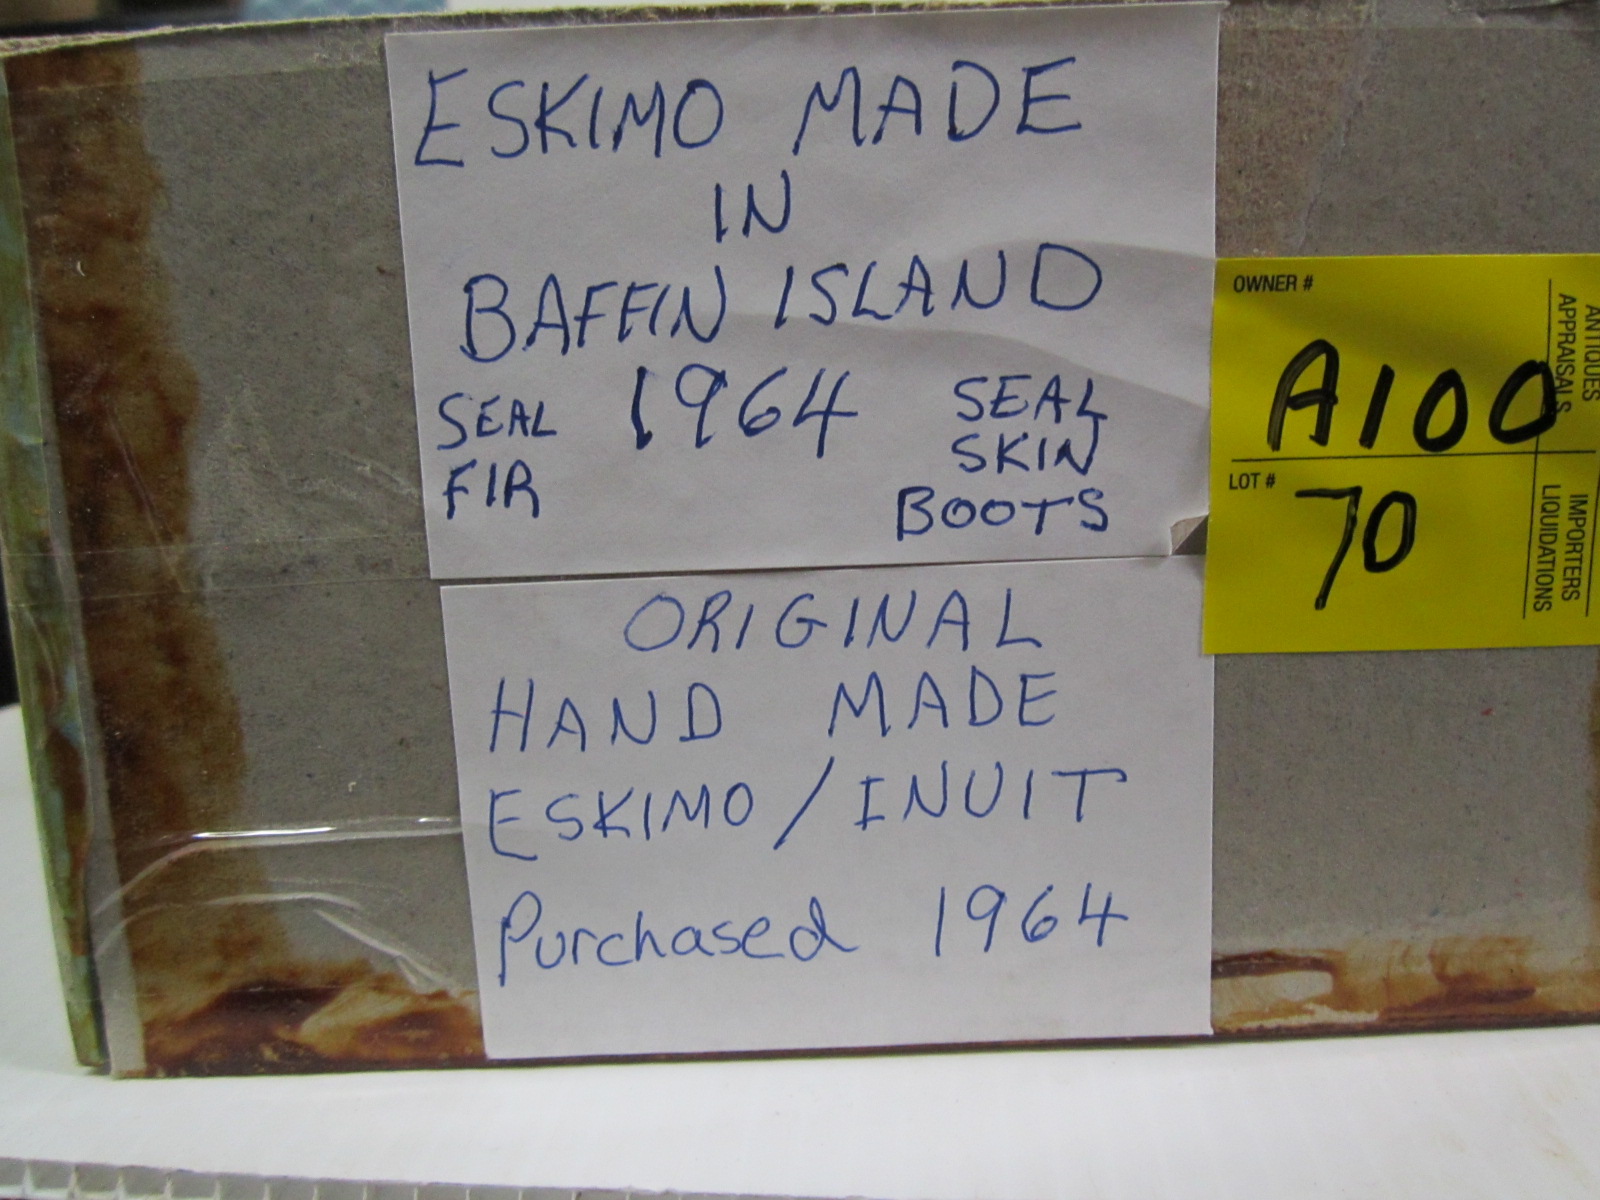 ESKIMO MADE
IN
BAFFIN ISLAND
1964
SEAL
FIR
SEAL
SKIN
BOOTS
ORIGINAL
HAND MADE
ESKIMO / INUIT
Purchased 1964
OWNER #
A100
LOT #
70
ANTIQUES
APPRAISALS
IMPORTERS
LIQUIDATIONS